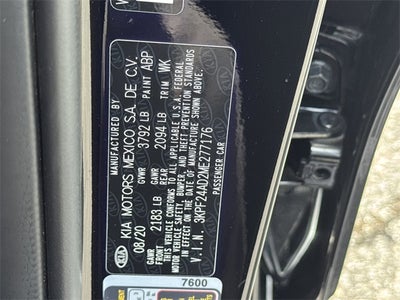 MANUFACTURED BY
KIA MOTORS MEXICO S.A. DE C.V.
08/20 GVWR 3792 LB PAINT ABP
GAWR FRONT 2183 LB GAWR REAR 2094 LB TRIM WK
THIS VEHICLE CONFORMS TO ALL APPLICABLE U.S.A. FEDERAL
MOTOR VEHICLE SAFETY, BUMPER, AND THEFT PREVENTION STANDARDS
IN EFFECT ON THE DATE OF MANUFACTURE SHOWN ABOVE.
V.I.N. 3KPF24AD2ME277176
PASSENGER CAR
KIA
7600